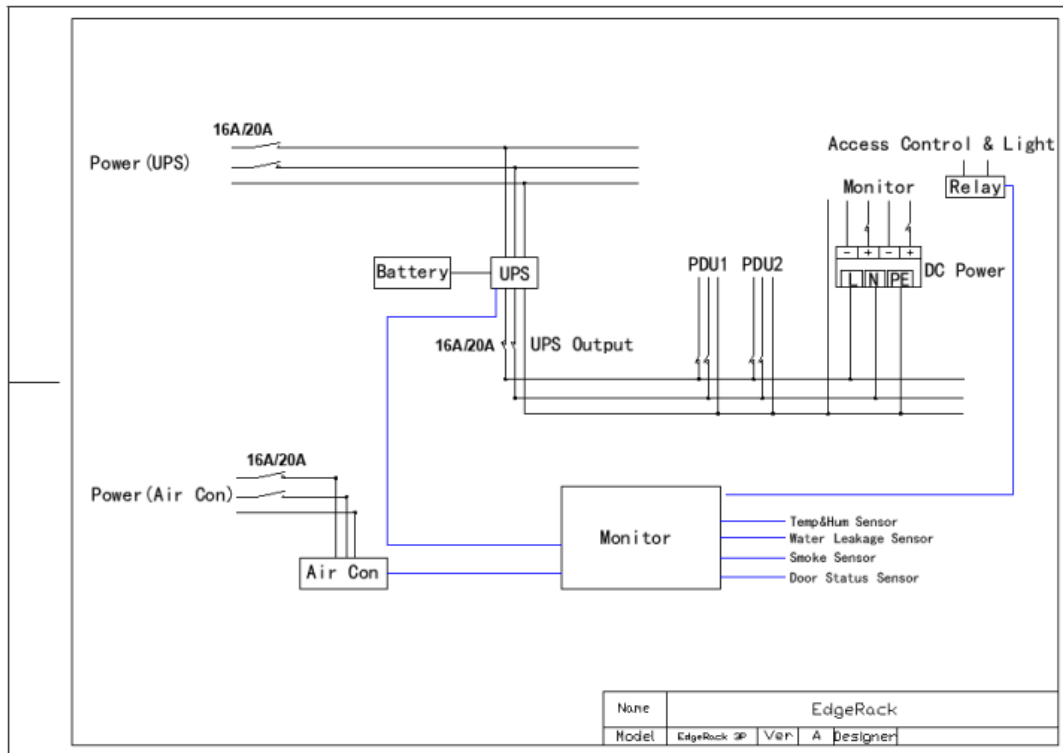 16A/20A
Power(UPS)
Access Control & Light
Monitor
Relay
- + - +
DC Power
L N PE
PDU1 PDU2
Battery
UPS
16A/20A
UPS Output
16A/20A
Power(Air Con)
Air Con
Monitor
Temp&Hum Sensor
Water Leakage Sensor
Smoke Sensor
Door Status Sensor
Name EdgeRack
Model EdgeRack 3P Ver A Designer